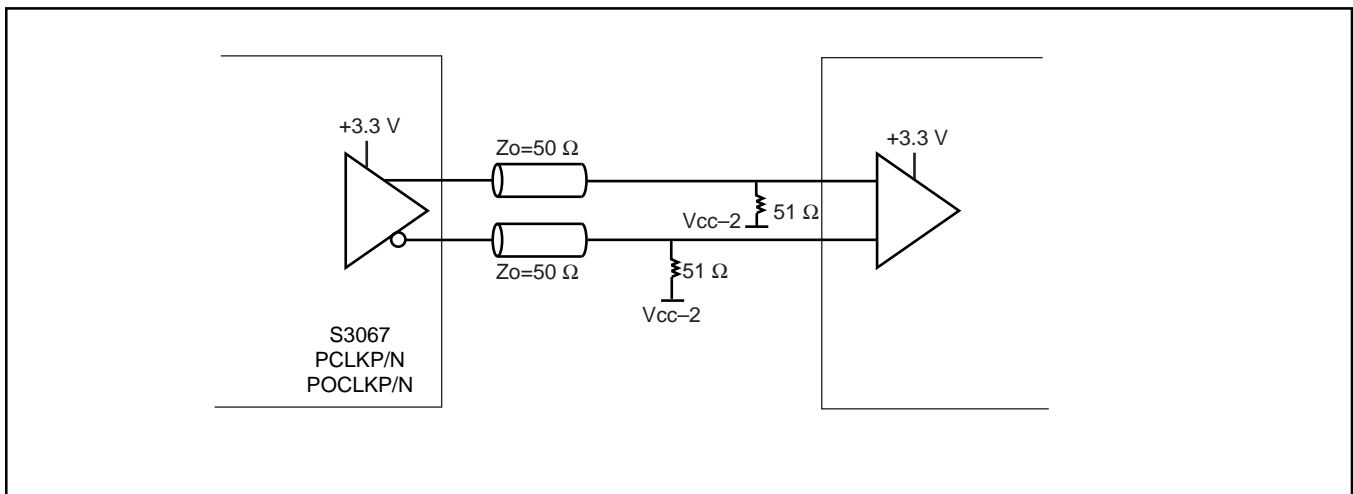 +3.3 V
Zo=50 Ω
+3.3 V
Vcc–2
51 Ω
Zo=50 Ω
51 Ω
Vcc–2
S3067
PCLKP/N
POCLKP/N